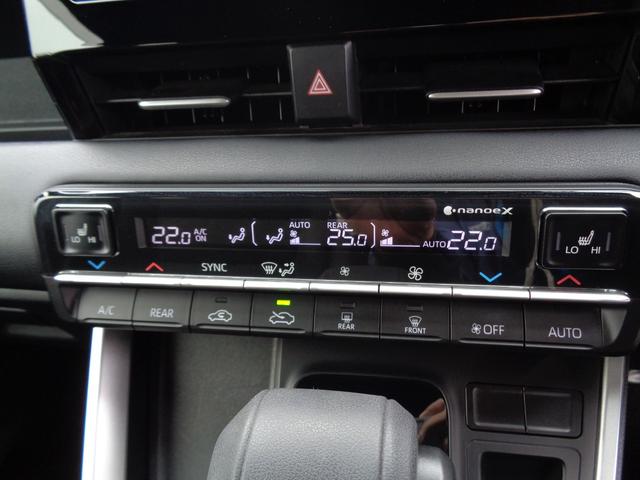 nanoeX
LO HI
22.0 A/C ON
AUTO
REAR 25.0
AUTO 22.0
LO HI
SYNC
A/C
REAR
REAR
FRONT
OFF
AUTO